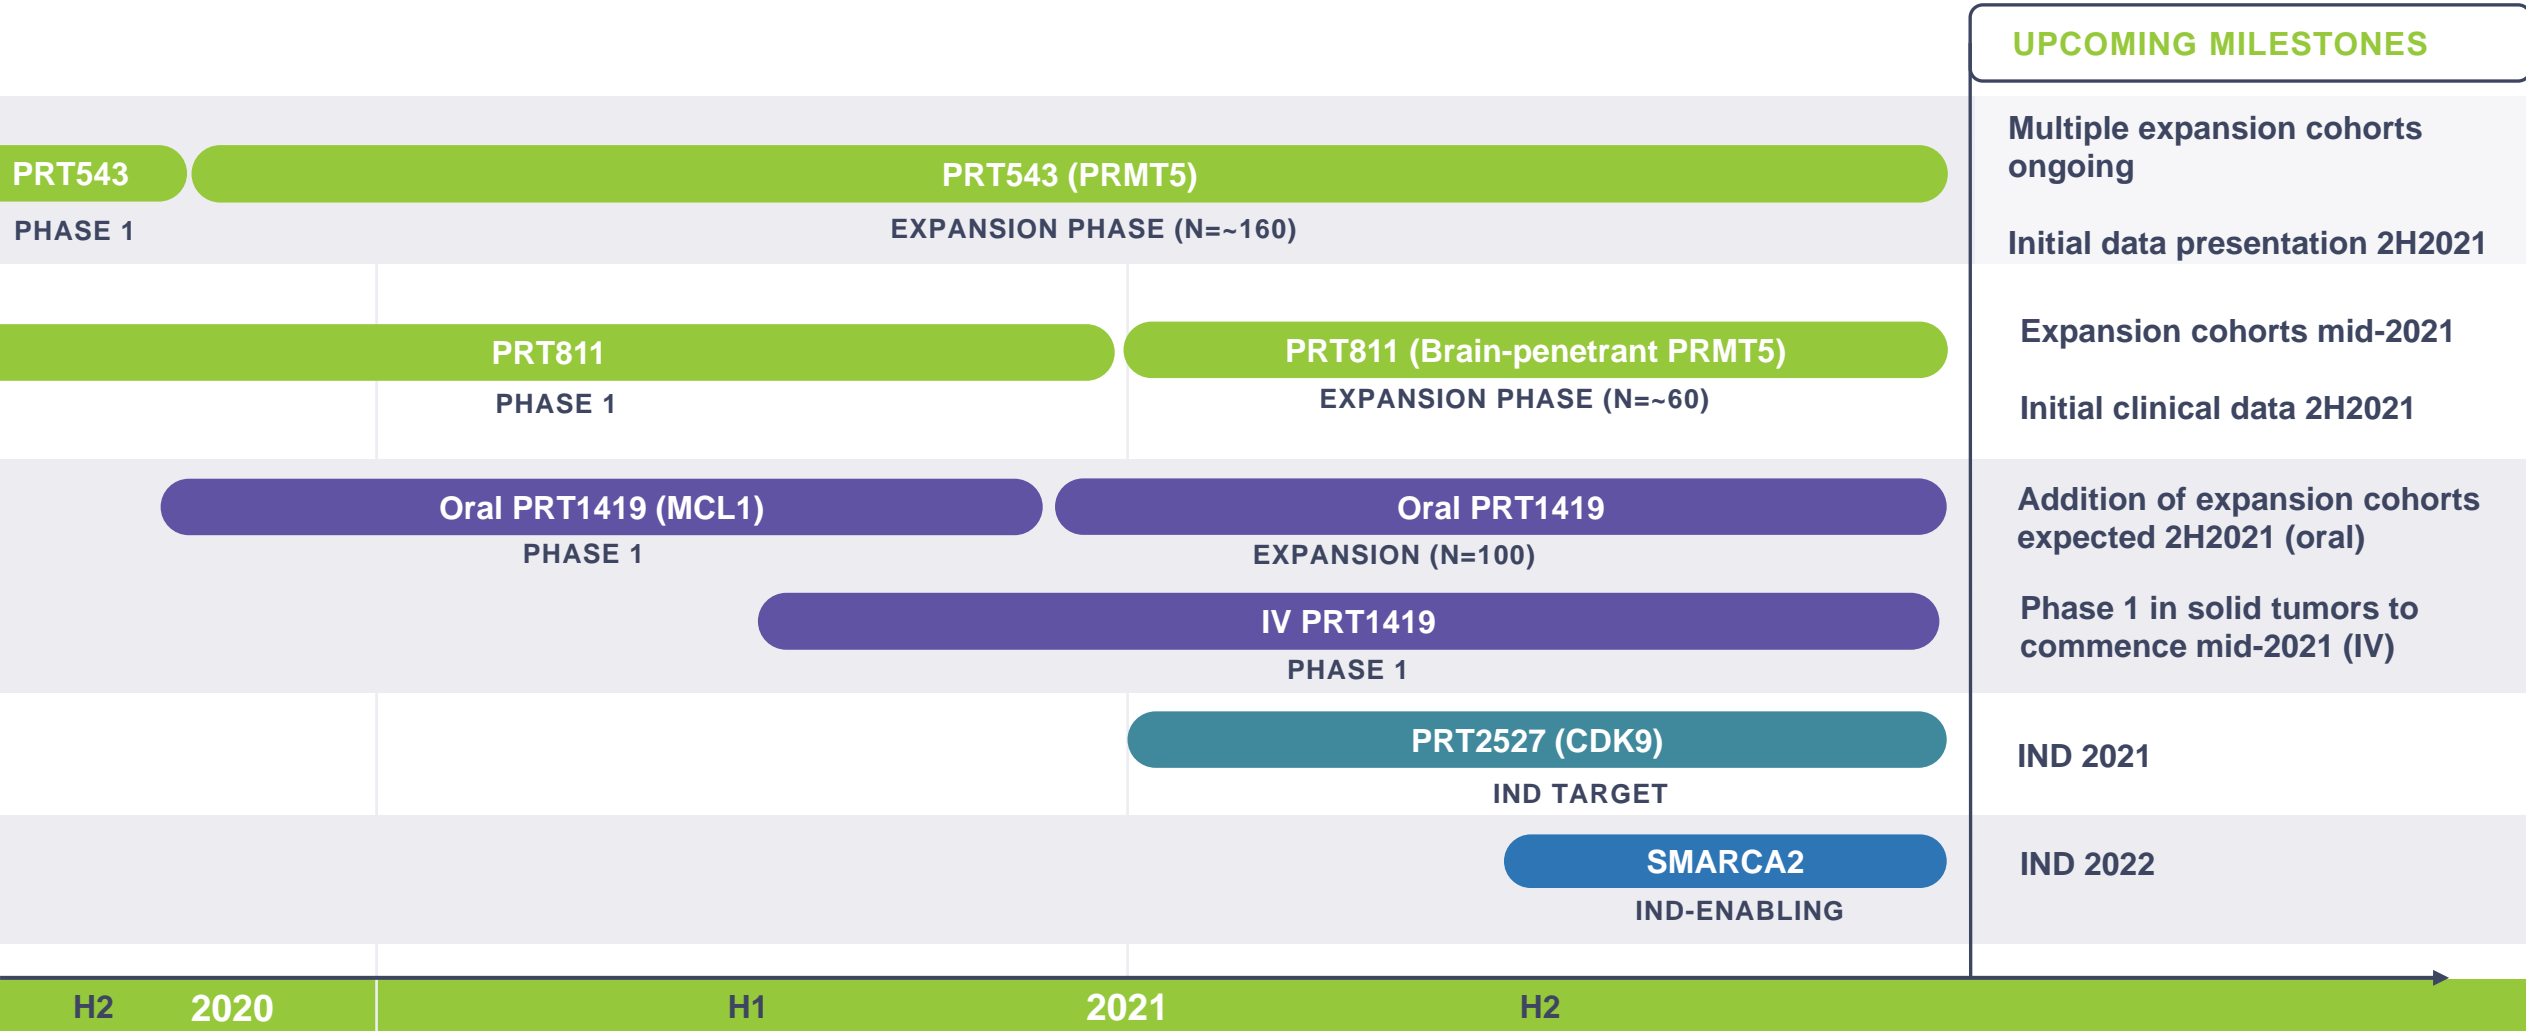 UPCOMING MILESTONES
PRT543
PRT543 (PRMT5)
PHASE 1
EXPANSION PHASE (N=~160)
Multiple expansion cohorts
ongoing
Initial data presentation 2H2021
PRT811
PRT811 (Brain-penetrant PRMT5)
PHASE 1
EXPANSION PHASE (N=~60)
Expansion cohorts mid-2021
Initial clinical data 2H2021
Oral PRT1419 (MCL1)
Oral PRT1419
PHASE 1
EXPANSION (N=100)
Addition of expansion cohorts
expected 2H2021 (oral)
IV PRT1419
PHASE 1
Phase 1 in solid tumors to
commence mid-2021 (IV)
PRT2527 (CDK9)
IND TARGET
IND 2021
SMARCA2
IND-ENABLING
IND 2022
H2 2020 H1 2021 H2